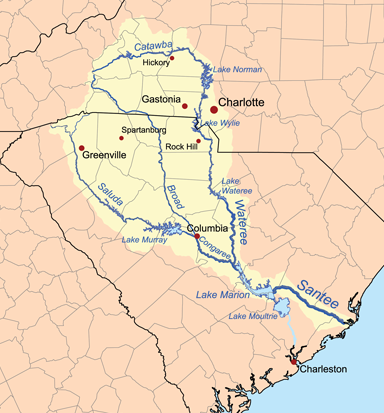 Catawba
Hickory
Lake Norman
Gastonia
Charlotte
Lake Wylie
Spartanborg
Rock Hill
Greenville
Lake
Wateree
Saluda
Broad
Wateree
Columbia
Lake Murray
Congaree
Lake Marion
Santee
Lake Moultrie
Charleston